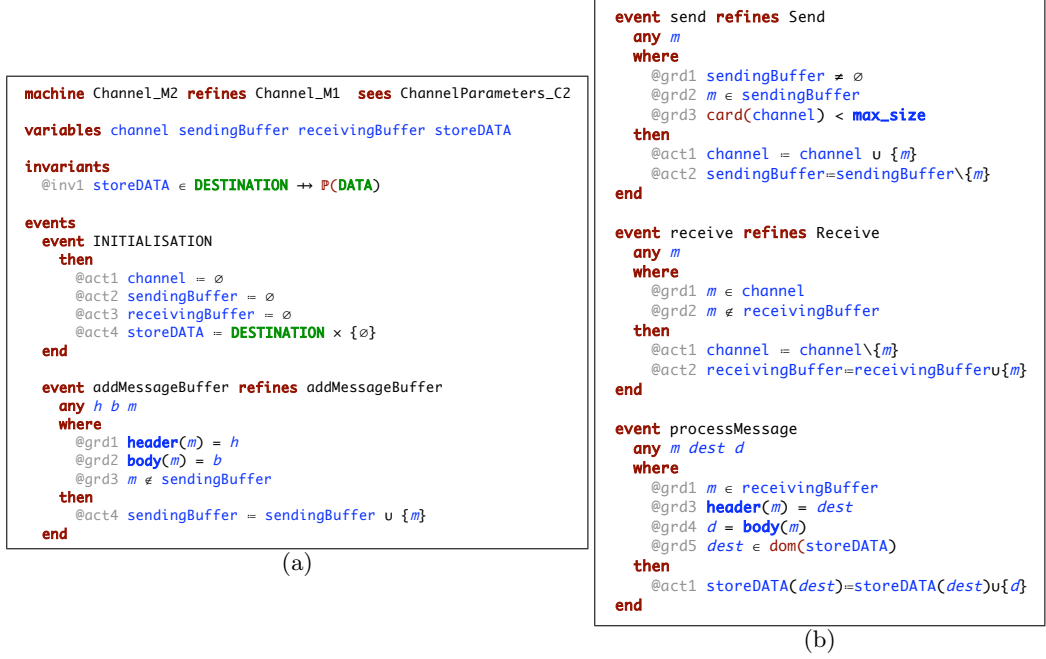 machine Channel_M2 refines Channel_M1 sees ChannelParameters_C2
variables channel sendingBuffer receivingBuffer storeDATA
invariants
@inv1 storeDATA ∈ DESTINATION ⇸ ℙ(DATA)
events
event INITIALISATION
then
@act1 channel ≔ ∅
@act2 sendingBuffer ≔ ∅
@act3 receivingBuffer ≔ ∅
@act4 storeDATA ≔ DESTINATION × {∅}
end
event addMessageBuffer refines addMessageBuffer
any h b m
where
@grd1 header(m) = h
@grd2 body(m) = b
@grd3 m ∉ sendingBuffer
then
@act4 sendingBuffer ≔ sendingBuffer ∪ {m}
end
(a)
event send refines Send
any m
where
@grd1 sendingBuffer ≠ ∅
@grd2 m ∈ sendingBuffer
@grd3 card(channel) < max_size
then
@act1 channel ≔ channel ∪ {m}
@act2 sendingBuffer≔sendingBuffer\{m}
end
event receive refines Receive
any m
where
@grd1 m ∈ channel
@grd2 m ∉ receivingBuffer
then
@act1 channel ≔ channel\{m}
@act2 receivingBuffer≔receivingBuffer∪{m}
end
event processMessage
any m dest d
where
@grd1 m ∈ receivingBuffer
@grd3 header(m) = dest
@grd4 d = body(m)
@grd5 dest ∈ dom(storeDATA)
then
@act1 storeDATA(dest)≔storeDATA(dest)∪{d}
end
(b)